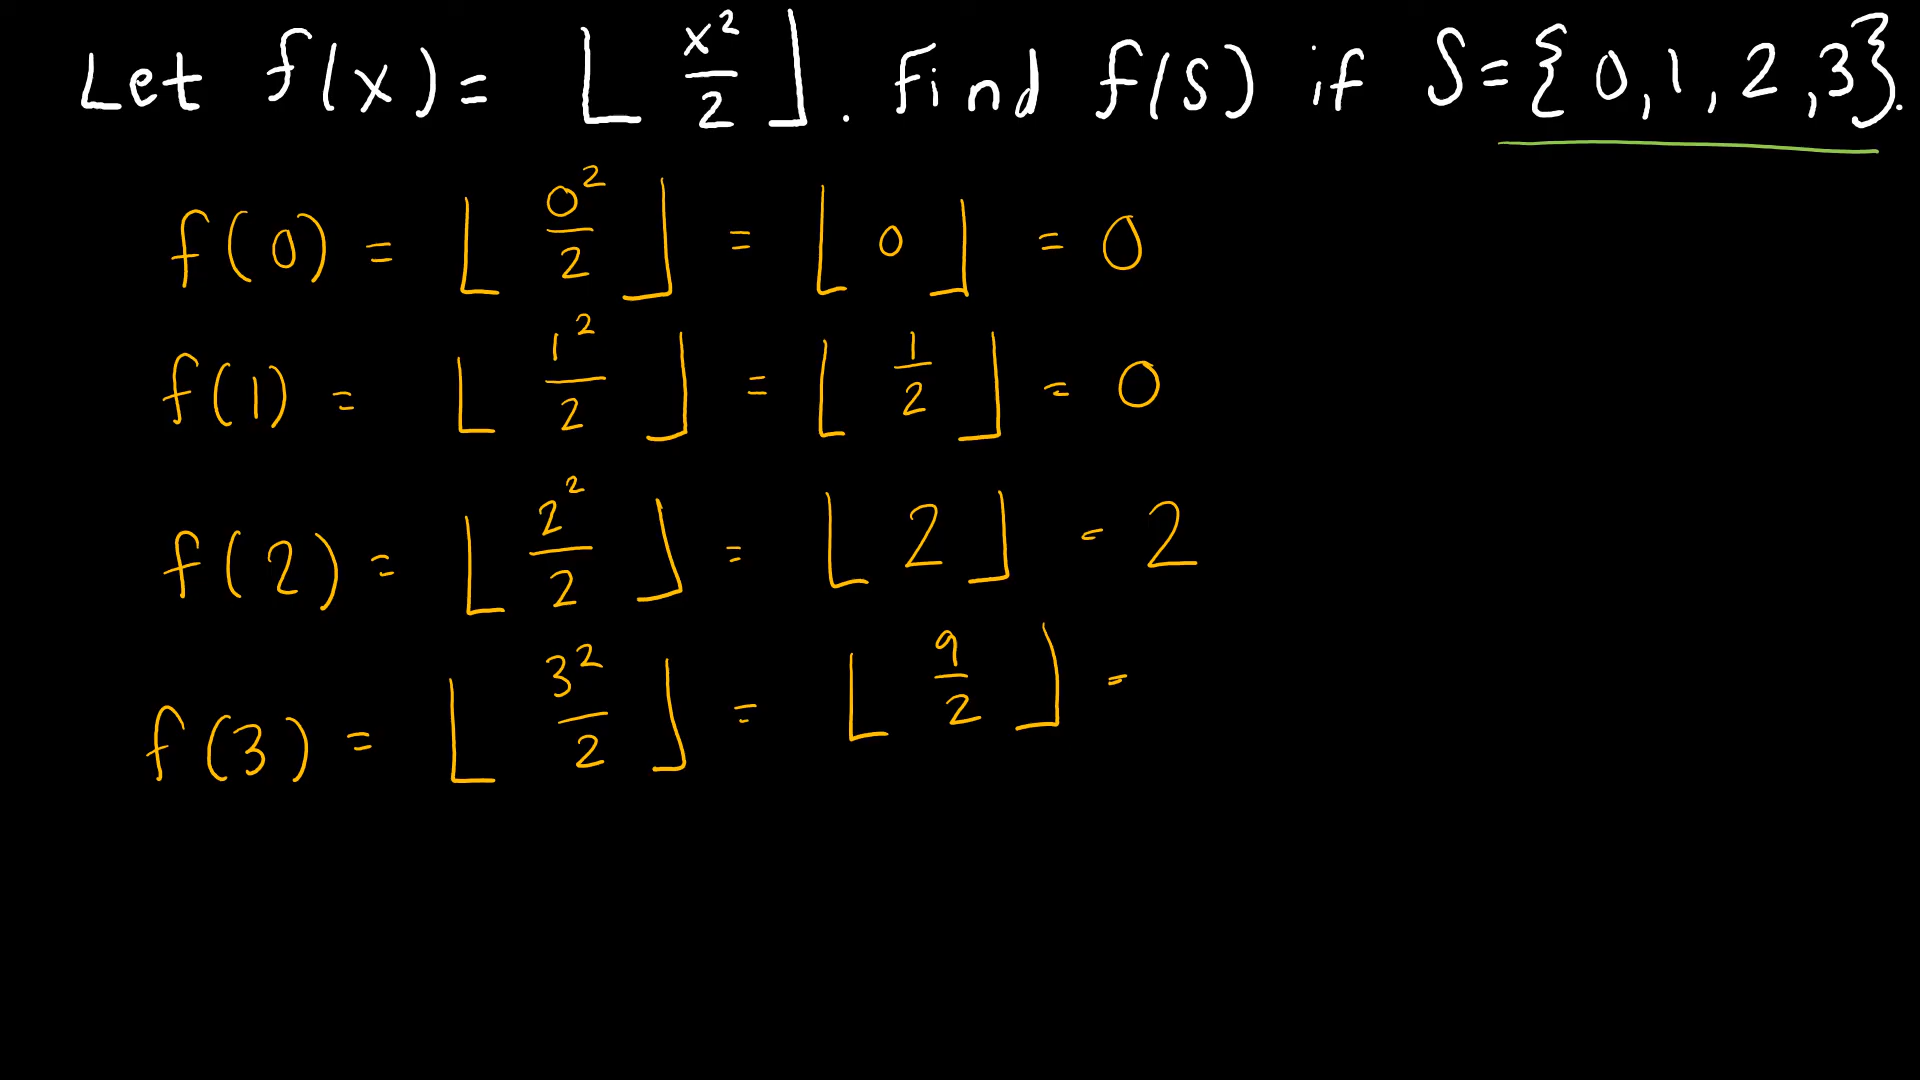 Let f(x) = ⌊ x²/2 ⌋. Find f(S) if S = { 0, 1, 2, 3}.
f(0) = ⌊ 0²/2 ⌋ = ⌊ 0 ⌋ = 0
f(1) = ⌊ 1²/2 ⌋ = ⌊ 1/2 ⌋ = 0
f(2) = ⌊ 2²/2 ⌋ = ⌊ 2 ⌋ = 2
f(3) = ⌊ 3²/2 ⌋ = ⌊ 9/2 ⌋ =